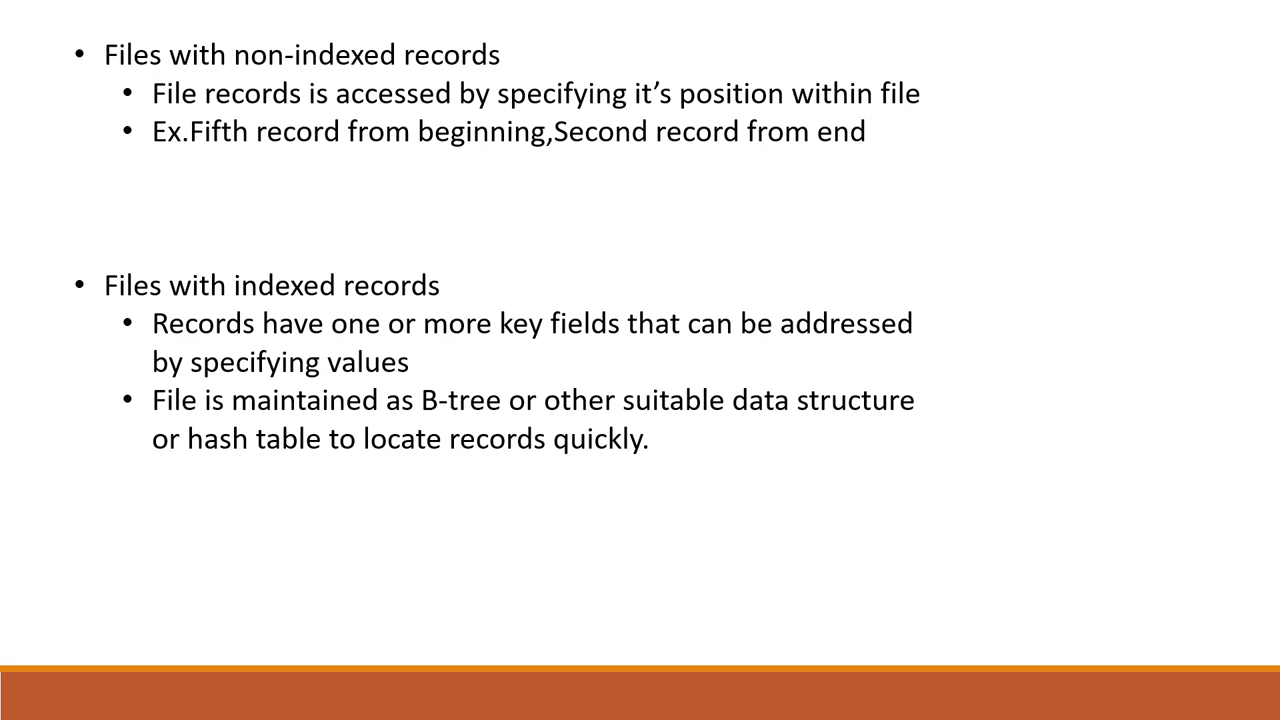 • Files with non-indexed records
• File records is accessed by specifying it’s position within file
• Ex.Fifth record from beginning,Second record from end
• Files with indexed records
• Records have one or more key fields that can be addressed
by specifying values
• File is maintained as B-tree or other suitable data structure
or hash table to locate records quickly.